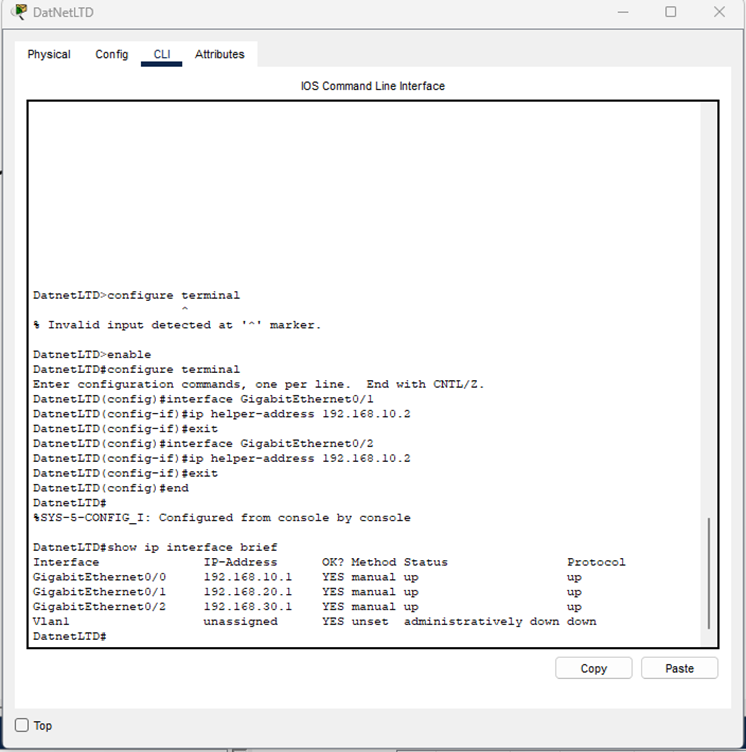 DatNetLTD
Physical Config CLI Attributes
IOS Command Line Interface
DatnetLTD>configure terminal
^
% Invalid input detected at '^' marker.
DatnetLTD>enable
DatnetLTD#configure terminal
Enter configuration commands, one per line. End with CNTL/Z.
DatnetLTD(config)#interface GigabitEthernet0/1
DatnetLTD(config-if)#ip helper-address 192.168.10.2
DatnetLTD(config-if)#exit
DatnetLTD(config)#interface GigabitEthernet0/2
DatnetLTD(config-if)#ip helper-address 192.168.10.2
DatnetLTD(config-if)#exit
DatnetLTD(config)#end
DatnetLTD#
%SYS-5-CONFIG_I: Configured from console by console
DatnetLTD#show ip interface brief
Interface IP-Address OK? Method Status Protocol
GigabitEthernet0/0 192.168.10.1 YES manual up up
GigabitEthernet0/1 192.168.20.1 YES manual up up
GigabitEthernet0/2 192.168.30.1 YES manual up up
Vlan1 unassigned YES unset administratively down down
DatnetLTD#
Copy Paste
Top